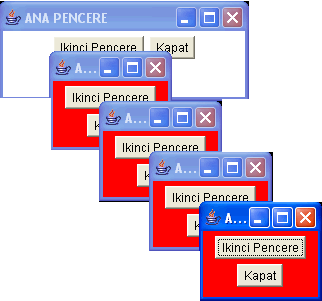 ANA PENCERE
Ikinci Pencere Kapat
A...
Ikinci Pencere
K
A...
Ikinci Pencere
K
A...
Ikinci Pencere
K
A...
Ikinci Pencere
Kapat